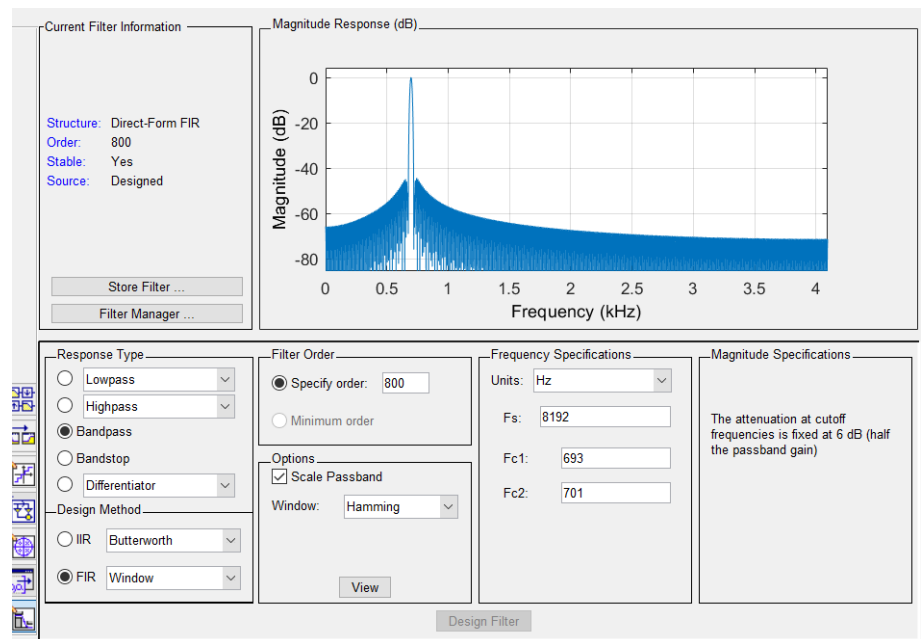 Current Filter Information
Structure: Direct-Form FIR
Order: 800
Stable: Yes
Source: Designed
Store Filter ...
Filter Manager ...
Magnitude Response (dB)
Magnitude (dB)
0
-20
-40
-60
-80
0 0.5 1 1.5 2 2.5 3 3.5 4
Frequency (kHz)
Response Type
Lowpass
Highpass
Bandpass
Bandstop
Differentiator
Design Method
IIR Butterworth
FIR Window
Filter Order
Specify order: 800
Minimum order
Options
Scale Passband
Window: Hamming
View
Frequency Specifications
Units: Hz
Fs: 8192
Fc1: 693
Fc2: 701
Magnitude Specifications
The attenuation at cutoff
frequencies is fixed at 6 dB (half
the passband gain)
Design Filter